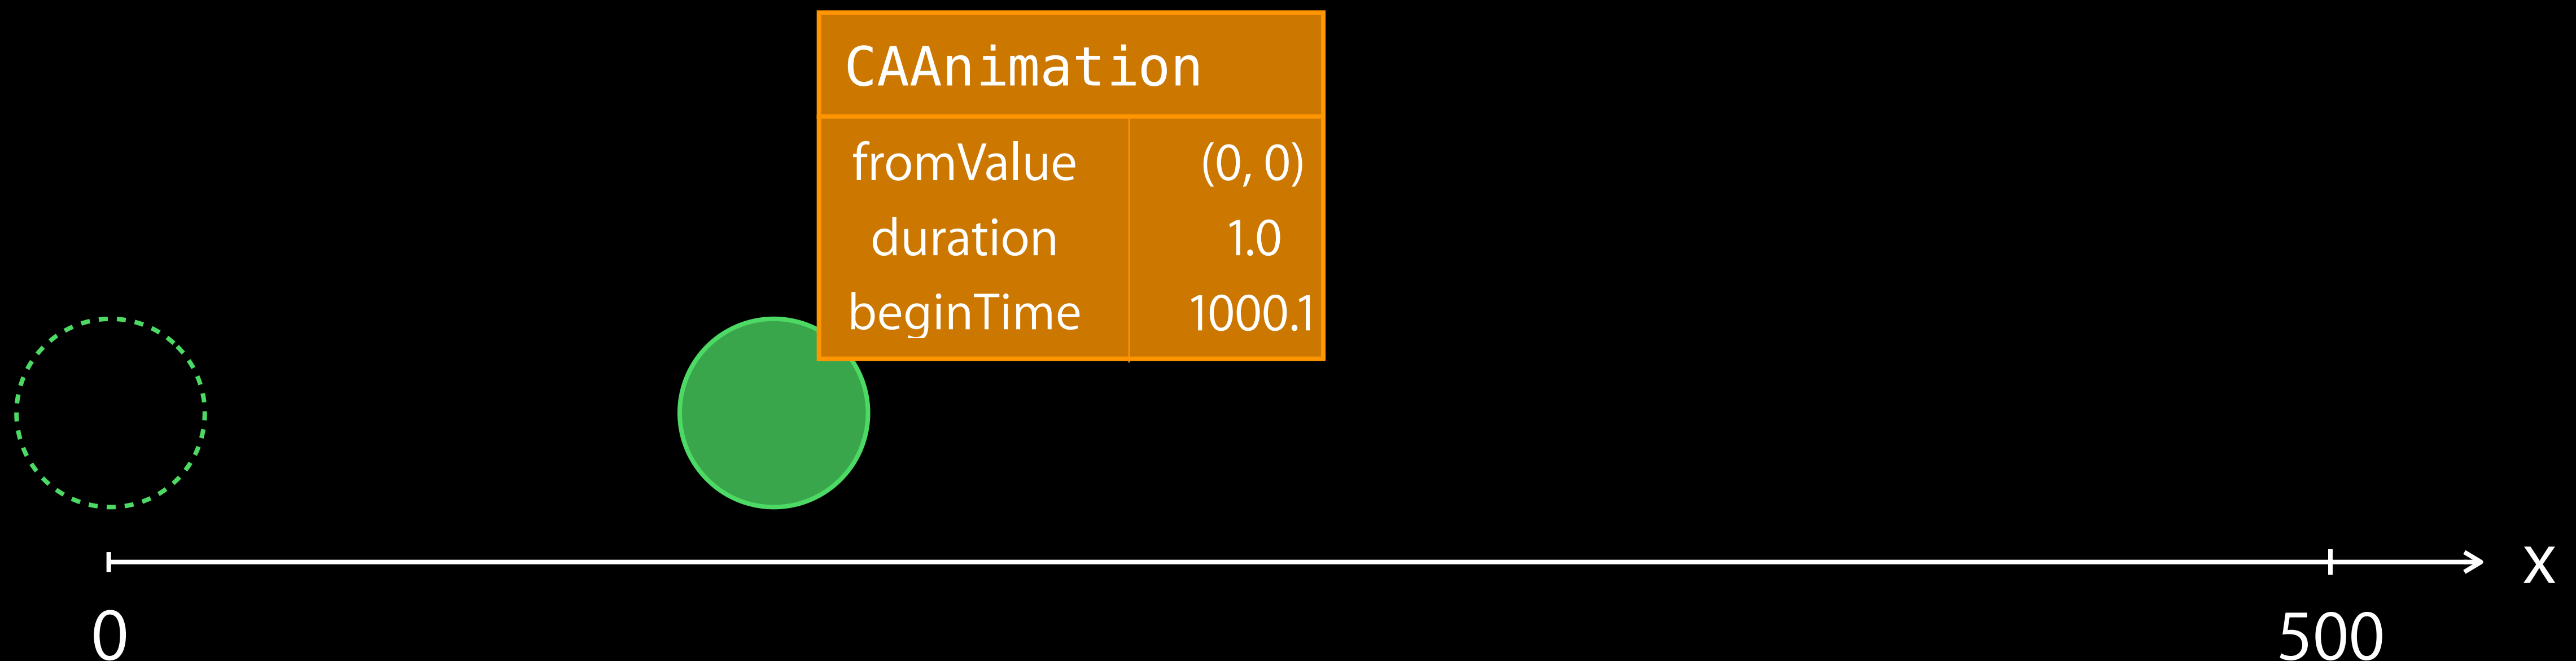 CAAnimation
fromValue (0, 0)
duration 1.0
beginTime 1000.1
x
0 500